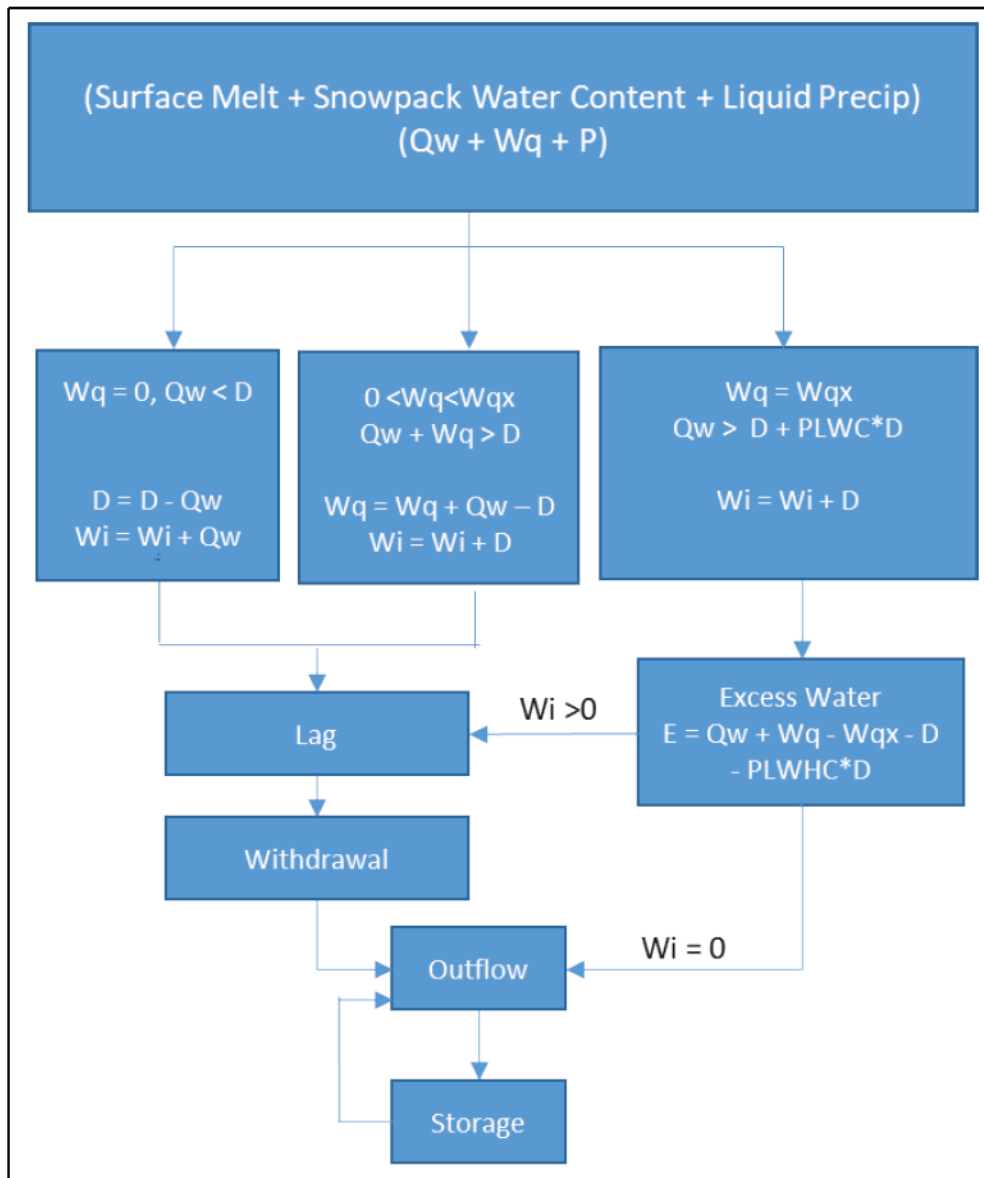 (Surface Melt + Snowpack Water Content + Liquid Precip)
(Qw + Wq + P)
Wq = 0, Qw < D
D = D - Qw
Wi = Wi + Qw
0 <Wq<Wqx
Qw + Wq > D
Wq = Wq + Qw – D
Wi = Wi + D
Wq = Wqx
Qw > D + PLWC*D
Wi = Wi + D
Lag
Wi >0
Excess Water
E = Qw + Wq - Wqx - D
- PLWHC*D
Withdrawal
Outflow
Wi = 0
Storage